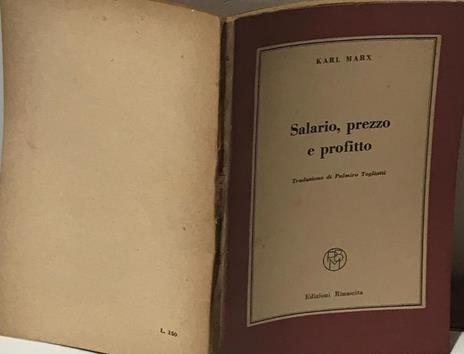 KARL MARX
Salario, prezzo
e profitto
Traduzione di Palmiro Togliatti
Edizioni Rinascita
L. 150